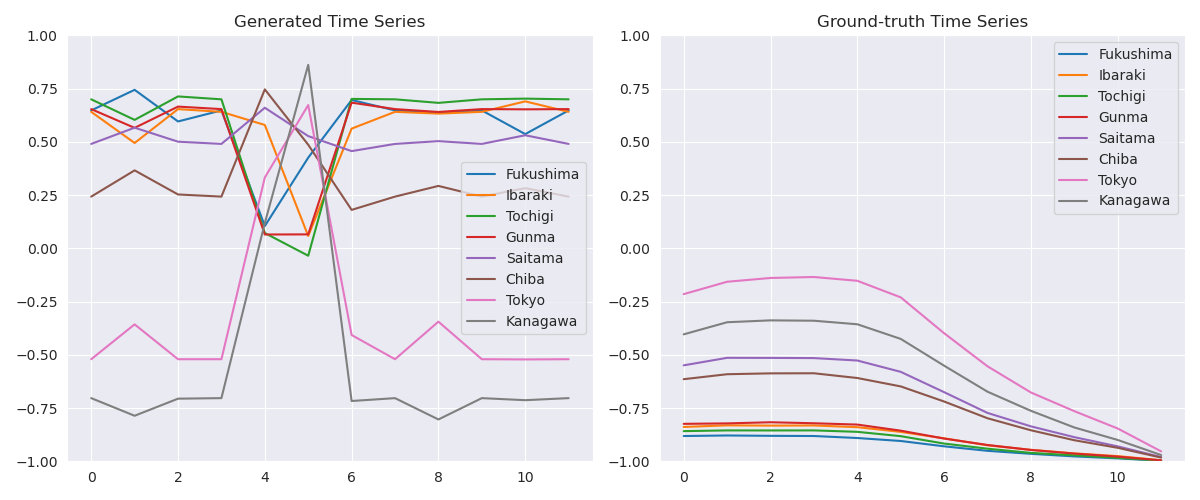 Generated Time Series
1.00
0.75
0.50
0.25
0.00
−0.25
−0.50
−0.75
−1.00
0 2 4 6 8 10
Fukushima
Ibaraki
Tochigi
Gunma
Saitama
Chiba
Tokyo
Kanagawa
Ground-truth Time Series
1.00
0.75
0.50
0.25
0.00
−0.25
−0.50
−0.75
−1.00
0 2 4 6 8 10
Fukushima
Ibaraki
Tochigi
Gunma
Saitama
Chiba
Tokyo
Kanagawa